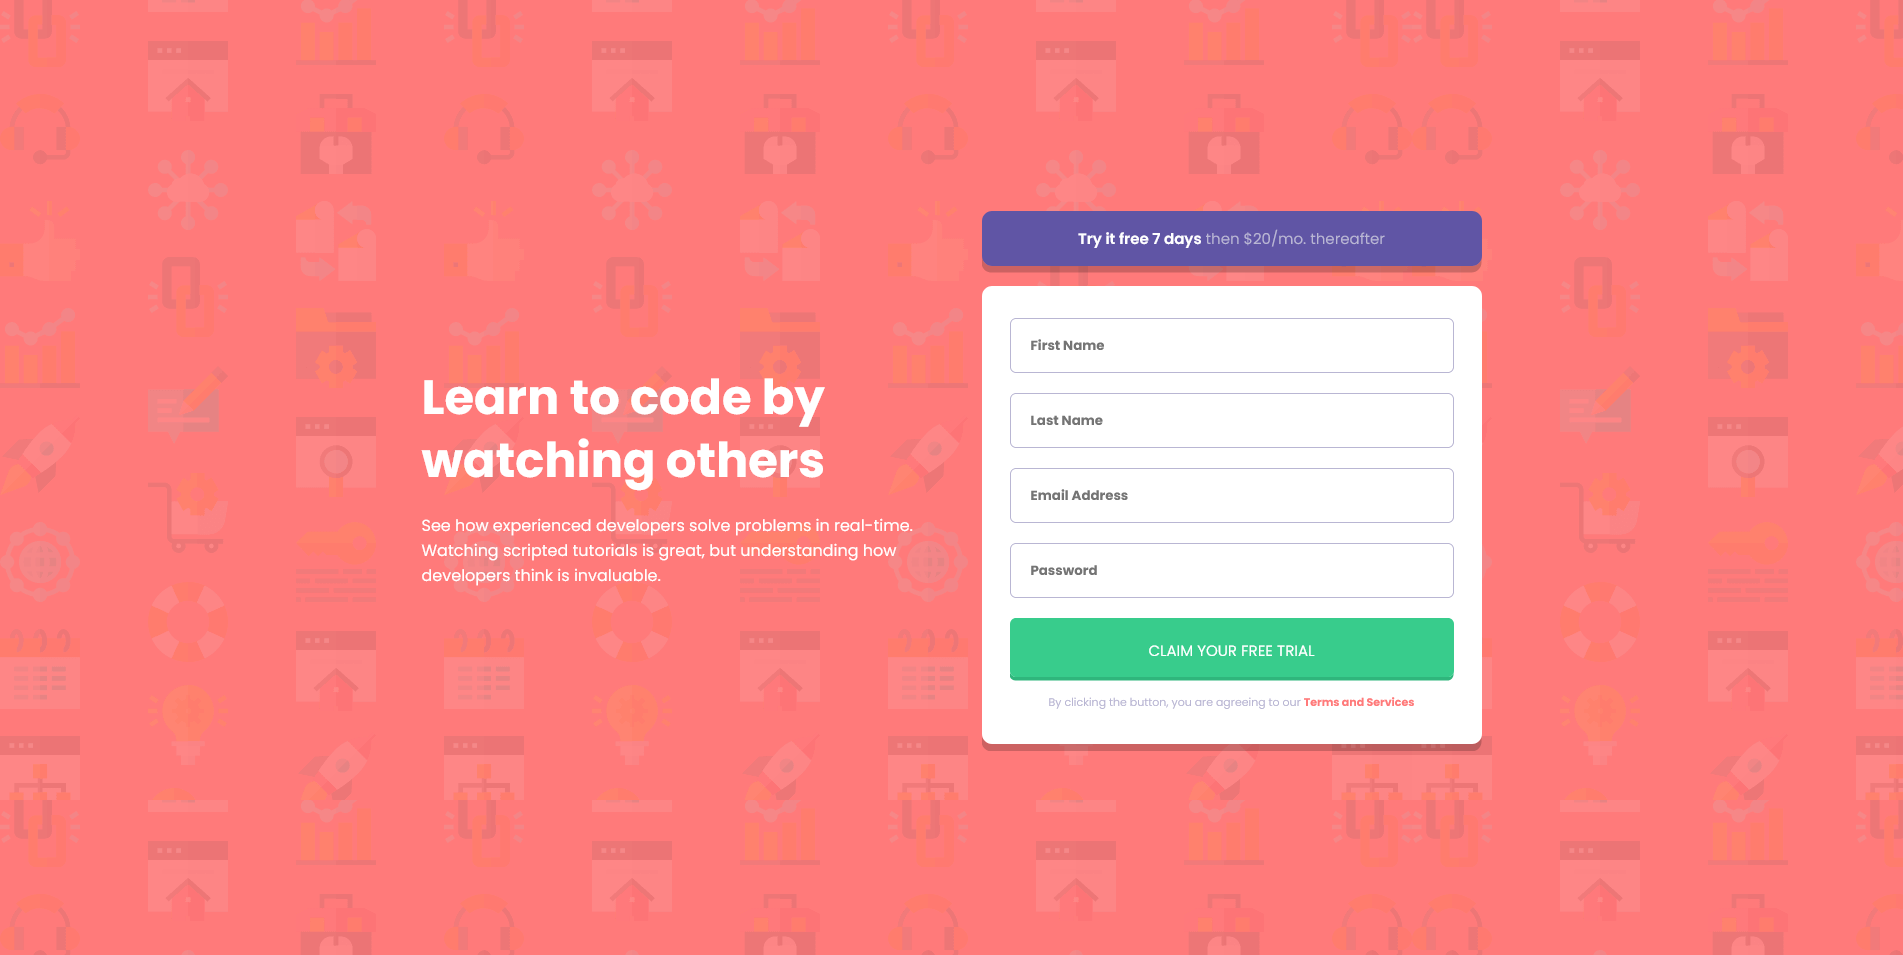 Learn to code by
watching others
See how experienced developers solve problems in real-time.
Watching scripted tutorials is great, but understanding how
developers think is invaluable.
Try it free 7 days then $20/mo. thereafter
First Name
Last Name
Email Address
Password
CLAIM YOUR FREE TRIAL
By clicking the button, you are agreeing to our Terms and Services